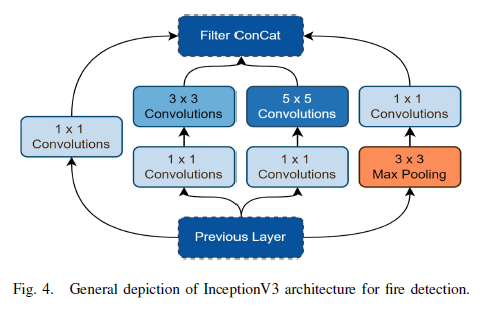 Filter ConCat
3 x 3
Convolutions
5 x 5
Convolutions
1 x 1
Convolutions
1 x 1
Convolutions
1 x 1
Convolutions
1 x 1
Convolutions
3 x 3
Max Pooling
Previous Layer
Fig. 4. General depiction of InceptionV3 architecture for fire detection.